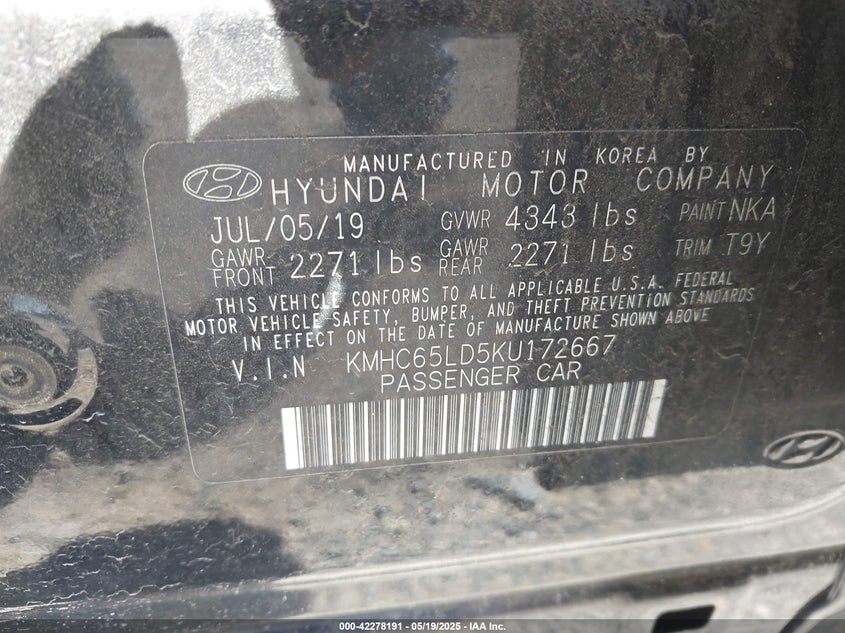 MANUFACTURED IN KOREA BY
HYUNDAI MOTOR COMPANY
JUL/05/19 GVWR 4343 lbs PAINT NKA
GAWR FRONT 2271 lbs GAWR REAR 2271 lbs TRIM T9Y
THIS VEHICLE CONFORMS TO ALL APPLICABLE U.S.A. FEDERAL
MOTOR VEHICLE SAFETY, BUMPER, AND THEFT PREVENTION STANDARDS
IN EFFECT ON THE DATE OF MANUFACTURE SHOWN ABOVE
V.I.N KMHC65LD5KU172667
PASSENGER CAR
000-42278191 - 05/19/2025 - IAA Inc.